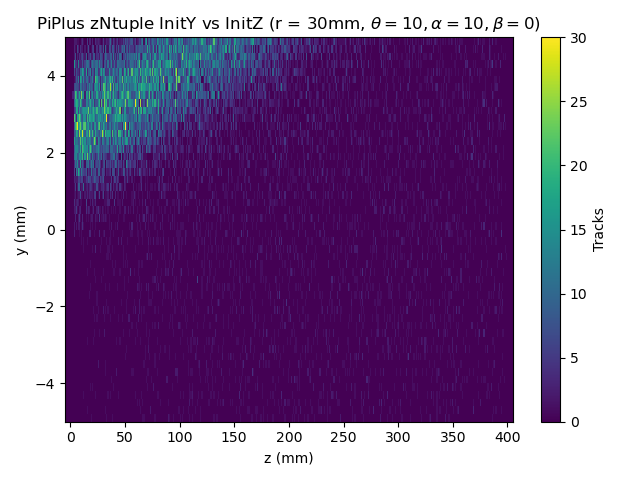 PiPlus zNtuple InitY vs InitZ (r = 30mm, θ = 10, α = 10, β = 0)
4
2
0
−2
−4
y (mm)
0 50 100 150 200 250 300 350 400
z (mm)
30
25
20
15
10
5
0
Tracks